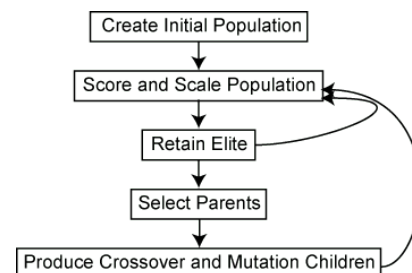 Create Initial Population
Score and Scale Population
Retain Elite
Select Parents
Produce Crossover and Mutation Children